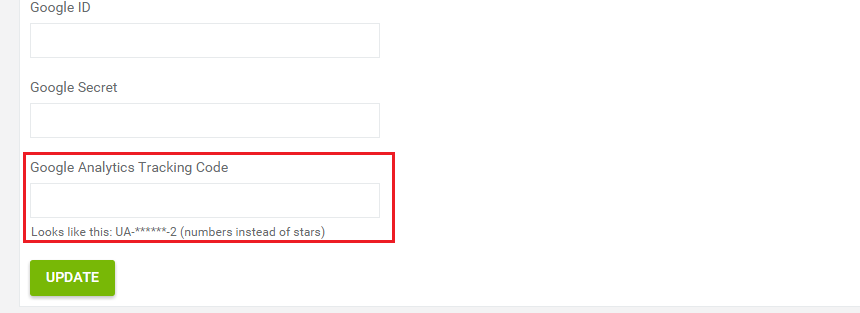 Google ID
Google Secret
Google Analytics Tracking Code
Looks like this: UA-******-2 (numbers instead of stars)
UPDATE